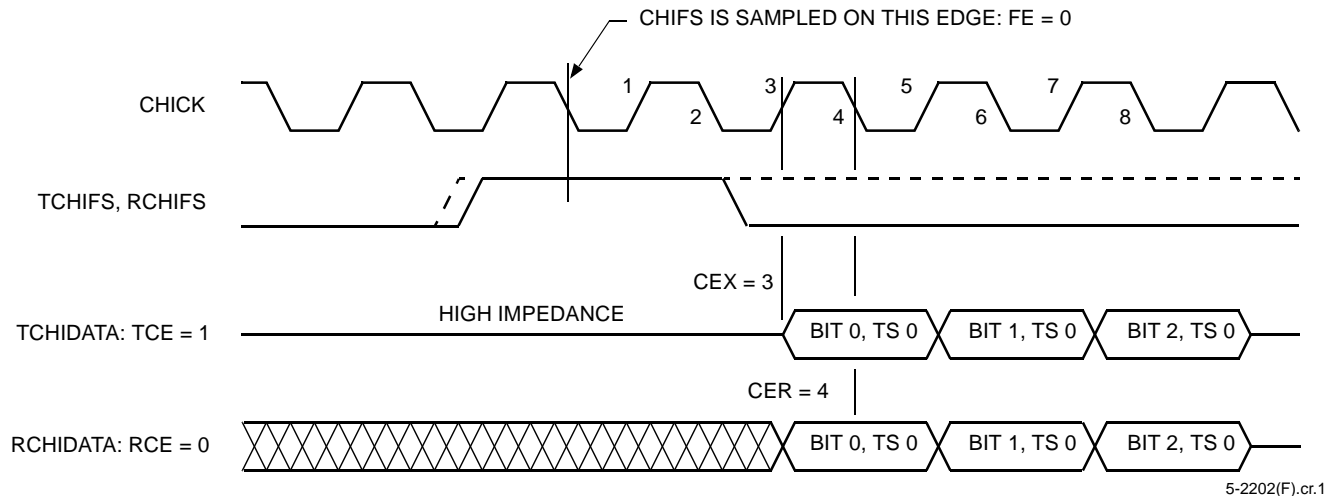 CHIFS IS SAMPLED ON THIS EDGE: FE = 0
CHICK
1 2 3 4 5 6 7 8
TCHIFS, RCHIFS
CEX = 3
HIGH IMPEDANCE
TCHIDATA: TCE = 1
BIT 0, TS 0 BIT 1, TS 0 BIT 2, TS 0
CER = 4
RCHIDATA: RCE = 0
BIT 0, TS 0 BIT 1, TS 0 BIT 2, TS 0
5-2202(F).cr.1